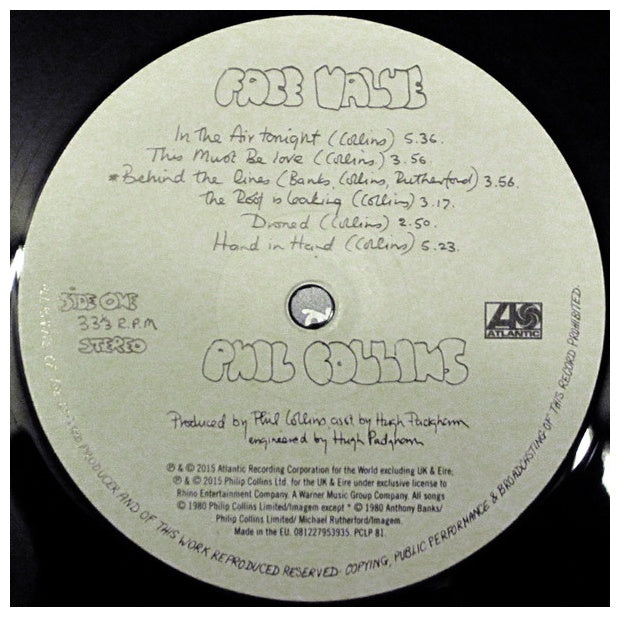 FACE VALUE
In The Air tonight (Collins) 5.36.
This Must Be love (Collins.) 3.56.
*Behind the lines (Banks, Collins, Rutherford) 3.56.
the Roof is leaking (Collins) 3.17.
Droned (Collins) 2.50.
Hand in Hand (Collins) 5.23.
SIDE ONE
33⅓ R.P.M
STEREO
ATLANTIC
PHIL COLLINS
Produced by Phil Collins asst by Hugh Padgham
engineered by Hugh Padgham
℗ & © 2015 Atlantic Recording Corporation for the World excluding UK & Eire,
℗ & © 2015 Philip Collins Ltd. for the UK & Eire under exclusive license to
Rhino Entertainment Company. A Warner Music Group Company. All songs
© 1980 Philip Collins Limited/Imagem except * © 1980 Anthony Banks/
Philip Collins Limited/ Michael Rutherford/Imagem.
Made in the EU. 081227953935. PCLP 81.
PRODUCER AND OF THIS WORK REPRODUCED RESERVED· COPYING, PUBLIC PERFORMANCE & BROADCASTING OF THIS RECORD PROHIBITED.